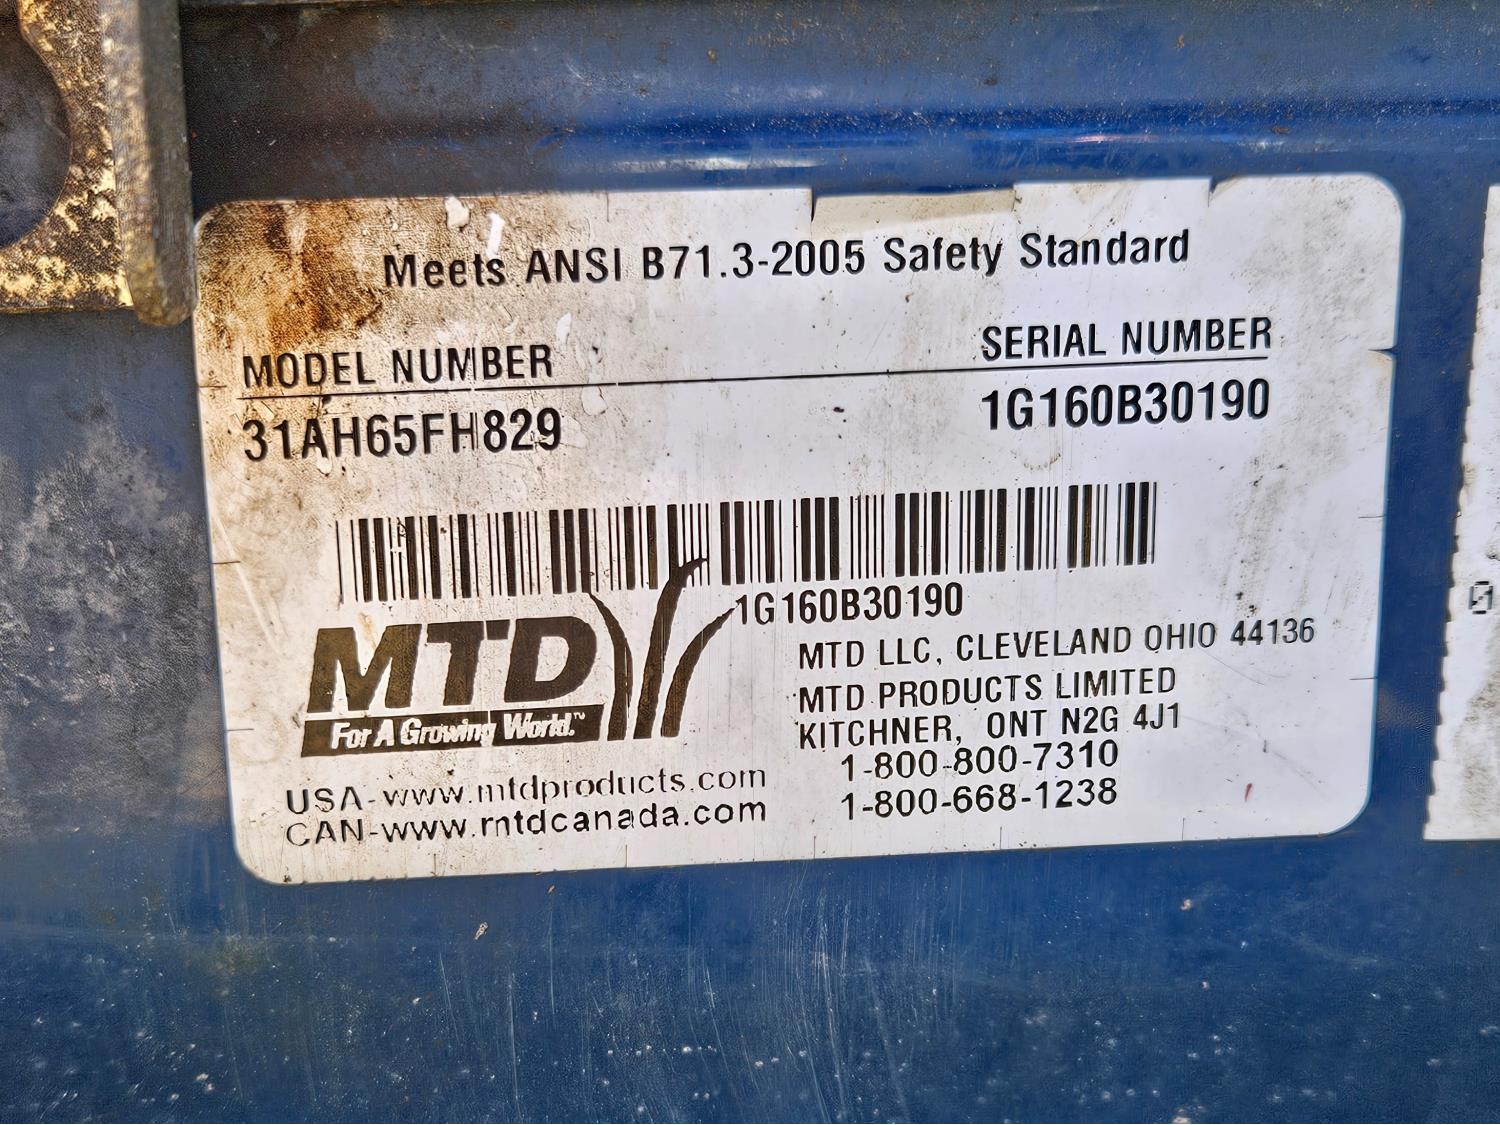 Meets ANSI B71.3-2005 Safety Standard
MODEL NUMBER SERIAL NUMBER
31AH65FH829 1G160B30190
1G160B30190
MTD
For A Growing World.™
MTD LLC, CLEVELAND OHIO 44136
MTD PRODUCTS LIMITED
KITCHNER, ONT N2G 4J1
1-800-800-7310
1-800-668-1238
USA-www.mtdproducts.com
CAN-www.mtdcanada.com
0